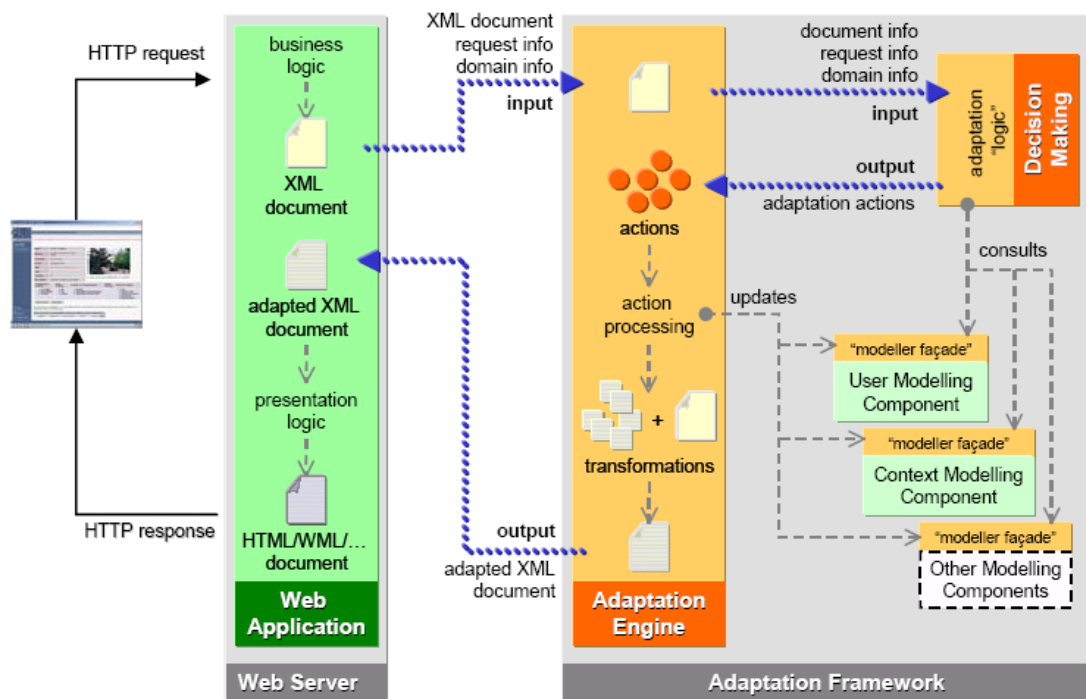 HTTP request
HTTP response
business
logic
XML
document
adapted XML
document
presentation
logic
HTML/WML/…
document
Web
Application
Web Server
XML document
request info
domain info
input
output
adapted XML
document
actions
action
processing
+
transformations
Adaptation
Engine
document info
request info
domain info
input
output
adaptation actions
adaptation
“logic”
Decision
Making
consults
updates
“modeller façade”
User Modelling
Component
“modeller façade”
Context Modelling
Component
“modeller façade”
Other Modelling
Components
Adaptation Framework